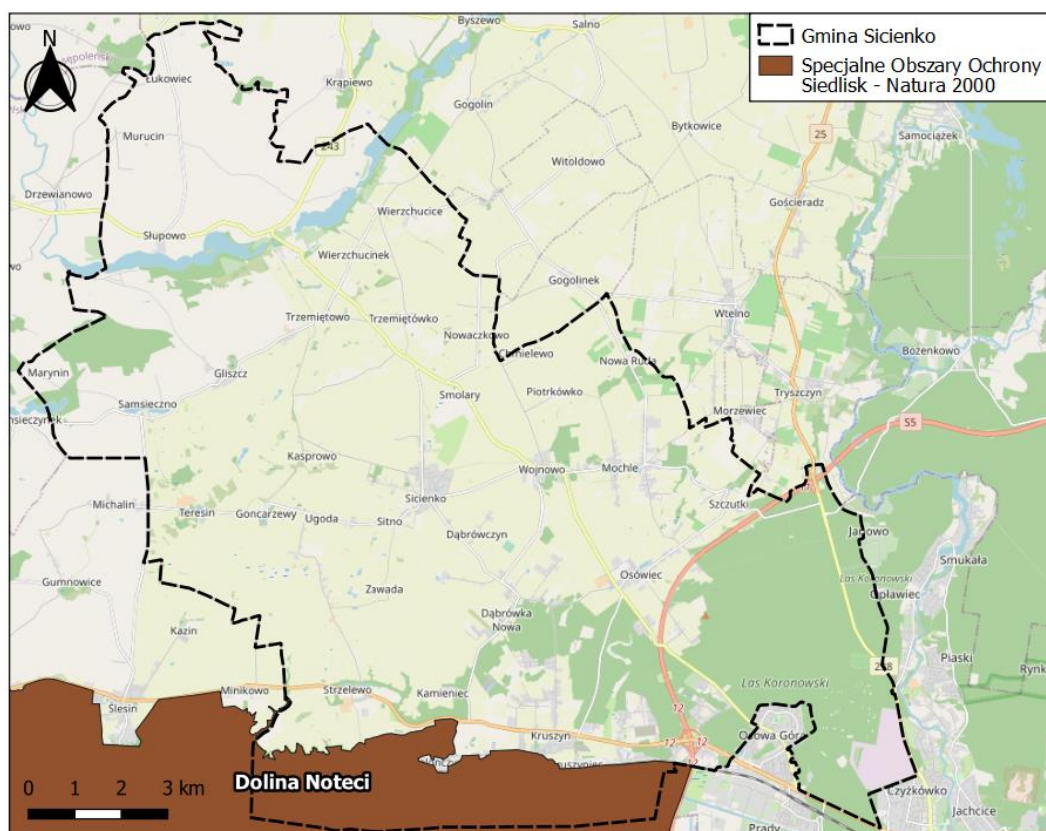 Gmina Sicienko
Specjalne Obszary Ochrony
Siedlisk - Natura 2000
N
Byszewo
Salno
Łukowiec
Krąpiewo
Gogolin
Bytkowice
25
Samociążek
Murucin
243
Witoldowo
Drzewianowo
Gościeradz
Wierzchucice
Słupowo
Wierzchucinek
Gogolinek
Trzemiętowo
Trzemiętówko
Wtelno
Nowaczkowo
Chmielewo
Nowa Ruda
Bożenkowo
Marynin
Gliszcz
Smolary
Piotrkówko
Tryszczyn
Samsieczno
Morzewiec
S5
Kasprowo
Wojnowo
Mochle
Sicienko
Szczutki
Michalin
Teresin
Goncarzewy
Ugoda
Sitno
Janowo
Dąbrówczyn
Smukała
Gumnowice
Zawada
Osówiec
Las Koronowski
Opławiec
Dąbrówka
Nowa
Kazin
Piaski
Las Koronowski
Minikowo
Strzelewo
Kamieniec
Ślesin
12
Kruszyn
12
12
Osowa Góra
Dolina Noteci
Czyżkówko
Jachcice
Prądy
0 1 2 3 km